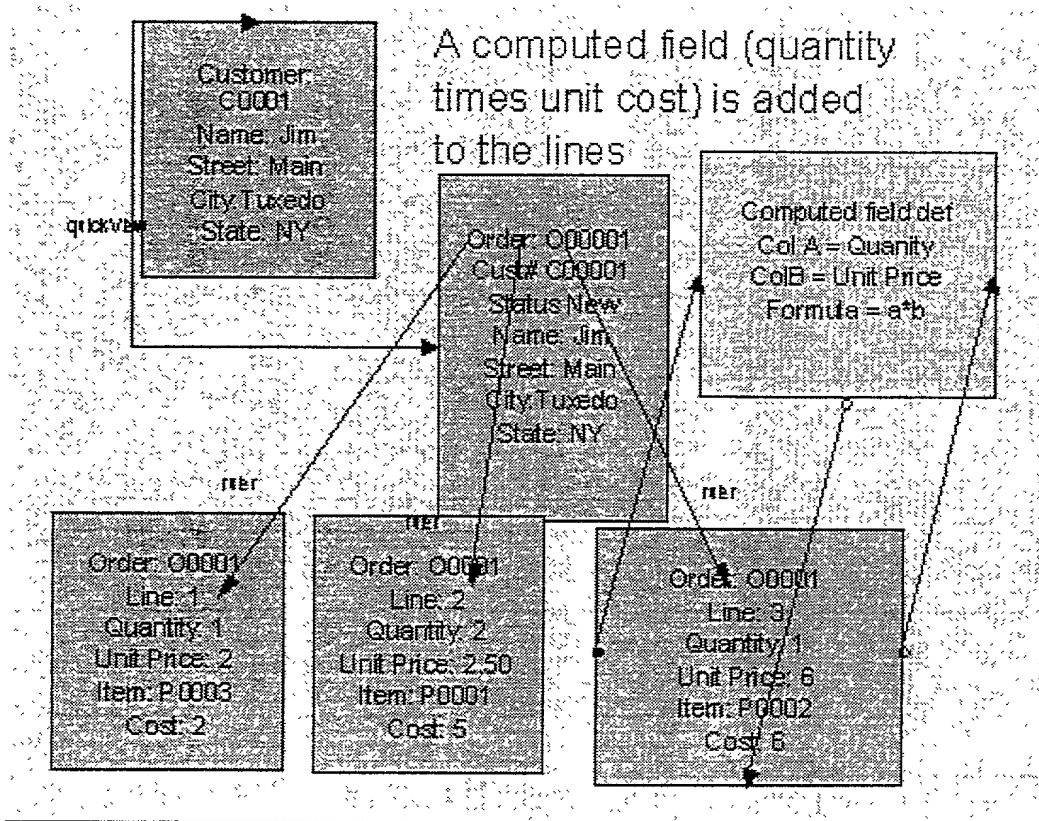 A computed field (quantity
times unit cost) is added
to the lines
Customer:
C0001
Name: Jim
Street: Main
City:Tuxedo
State: NY
Order: O00001
Cust# C00001
Status New
Name: Jim
Street: Main
City:Tuxedo
State: NY
Computed field def
Col A = Quanity
ColB = Unit Price
Formula = a*b
Order: O0001
Line: 1
Quantity: 1
Unit Price: 2
Item: P0003
Cost: 2
Order: O0001
Line: 2
Quantity: 2
Unit Price: 2.50
Item: P0001
Cost: 5
Order: O0001
Line: 3
Quantity: 1
Unit Price: 6
Item: P0002
Cost: 6